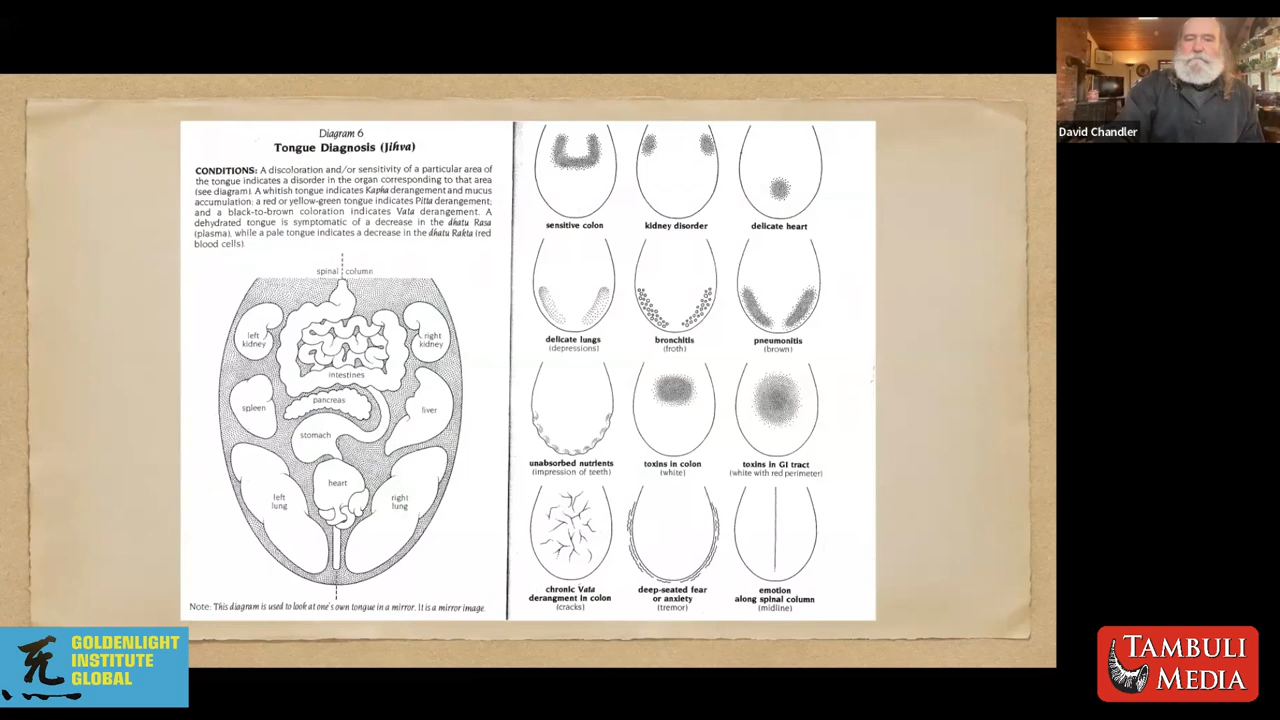 David Chandler
Diagram 6
Tongue Diagnosis (Jihva)
CONDITIONS: A discoloration and/or sensitivity of a particular area of
the tongue indicates a disorder in the organ corresponding to that area
(see diagram). A whitish tongue indicates Kapha derangement and mucus
accumulation; a red or yellow-green tongue indicates Pitta derangement;
and a black-to-brown coloration indicates Vata derangement. A
dehydrated tongue is symptomatic of a decrease in the dhatu Rasa
(plasma), while a pale tongue indicates a decrease in the dhatu Rakta (red
blood cells).
spinal column
left
kidney
right
kidney
intestines
pancreas
spleen
liver
stomach
heart
left
lung
right
lung
Note: This diagram is used to look at one's own tongue in a mirror. It is a mirror image.
sensitive colon
kidney disorder
delicate heart
delicate lungs
(depressions)
bronchitis
(froth)
pneumonitis
(brown)
unabsorbed nutrients
(impression of teeth)
toxins in colon
(white)
toxins in GI tract
(white with red perimeter)
chronic Vata
derangment in colon
(cracks)
deep-seated fear
or anxiety
(tremor)
emotion
along spinal column
(midline)
GOLDENLIGHT
INSTITUTE
GLOBAL
TAMBULI
MEDIA